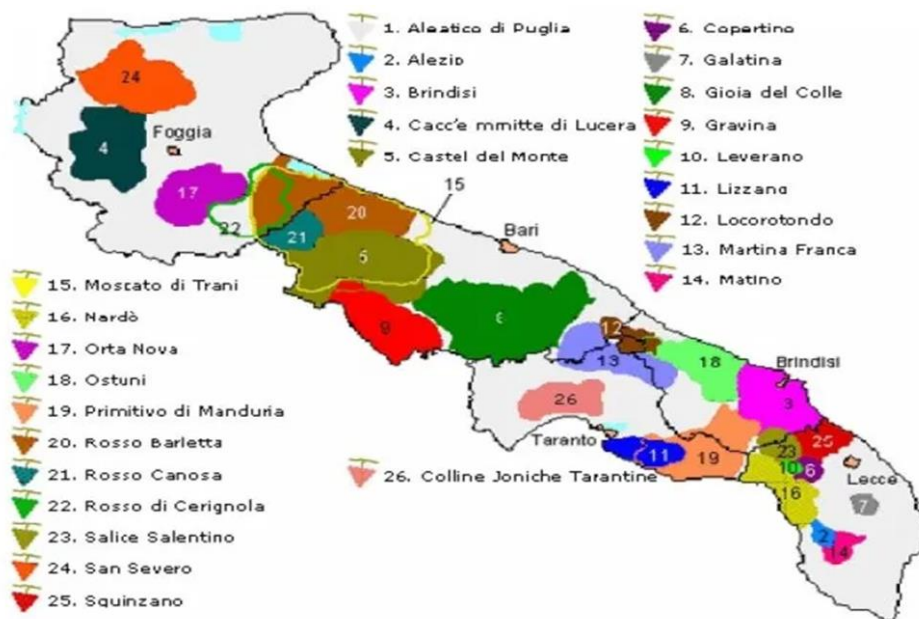 1. Aleatico di Puglia
2. Alezio
3. Brindisi
4. Cacc'e mmitte di Lucera
5. Castel del Monte
6. Copertino
7. Galatina
8. Gioia del Colle
9. Gravina
10. Leverano
11. Lizzano
12. Locorotondo
13. Martina Franca
14. Matino
24
4
Foggia
17
22
20
15
21
Bari
5
9
8
12
13
18
Brindisi
3
26
Taranto
11
19
23
25
10
6
Lecce
16
7
2
14
15. Moscato di Trani
16. Nardò
17. Orta Nova
18. Ostuni
19. Primitivo di Manduria
20. Rosso Barletta
21. Rosso Canosa
22. Rosso di Cerignola
23. Salice Salentino
24. San Severo
25. Squinzano
26. Colline Joniche Tarantine